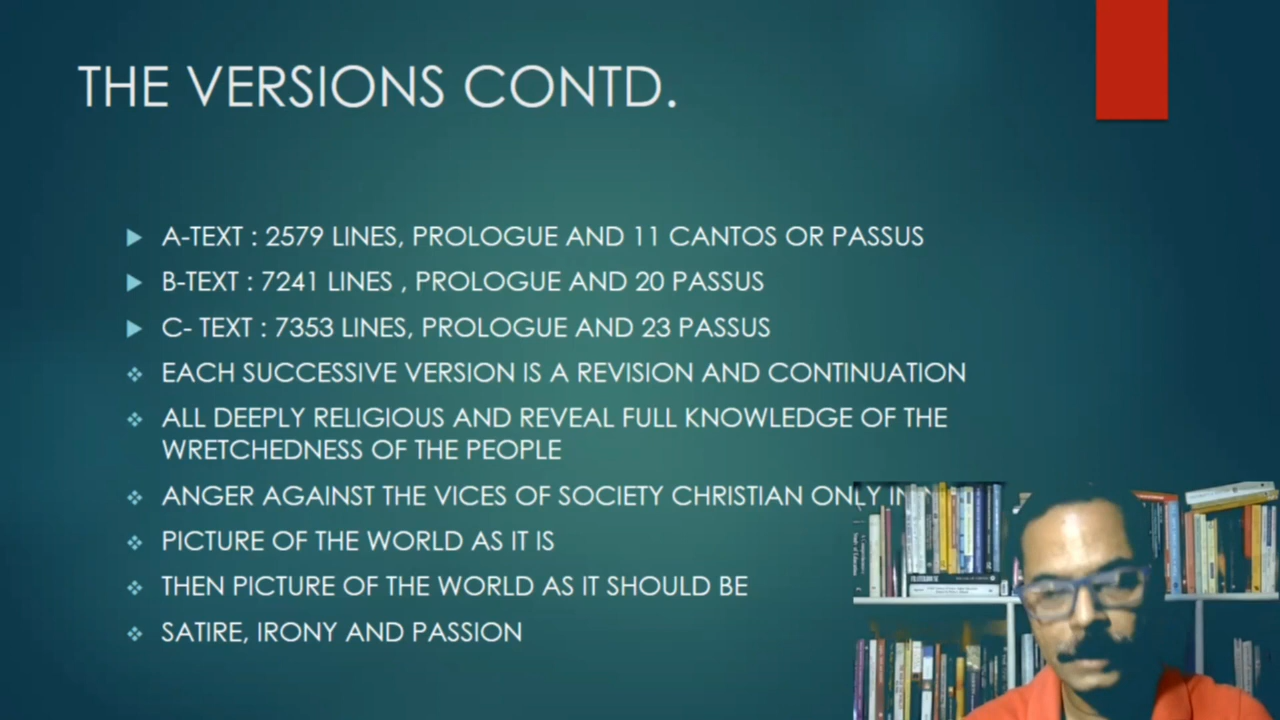 THE VERSIONS CONTD.
A-TEXT : 2579 LINES, PROLOGUE AND 11 CANTOS OR PASSUS
B-TEXT : 7241 LINES , PROLOGUE AND 20 PASSUS
C- TEXT : 7353 LINES, PROLOGUE AND 23 PASSUS
EACH SUCCESSIVE VERSION IS A REVISION AND CONTINUATION
ALL DEEPLY RELIGIOUS AND REVEAL FULL KNOWLEDGE OF THE
WRETCHEDNESS OF THE PEOPLE
ANGER AGAINST THE VICES OF SOCIETY CHRISTIAN ONLY
PICTURE OF THE WORLD AS IT IS
THEN PICTURE OF THE WORLD AS IT SHOULD BE
SATIRE, IRONY AND PASSION